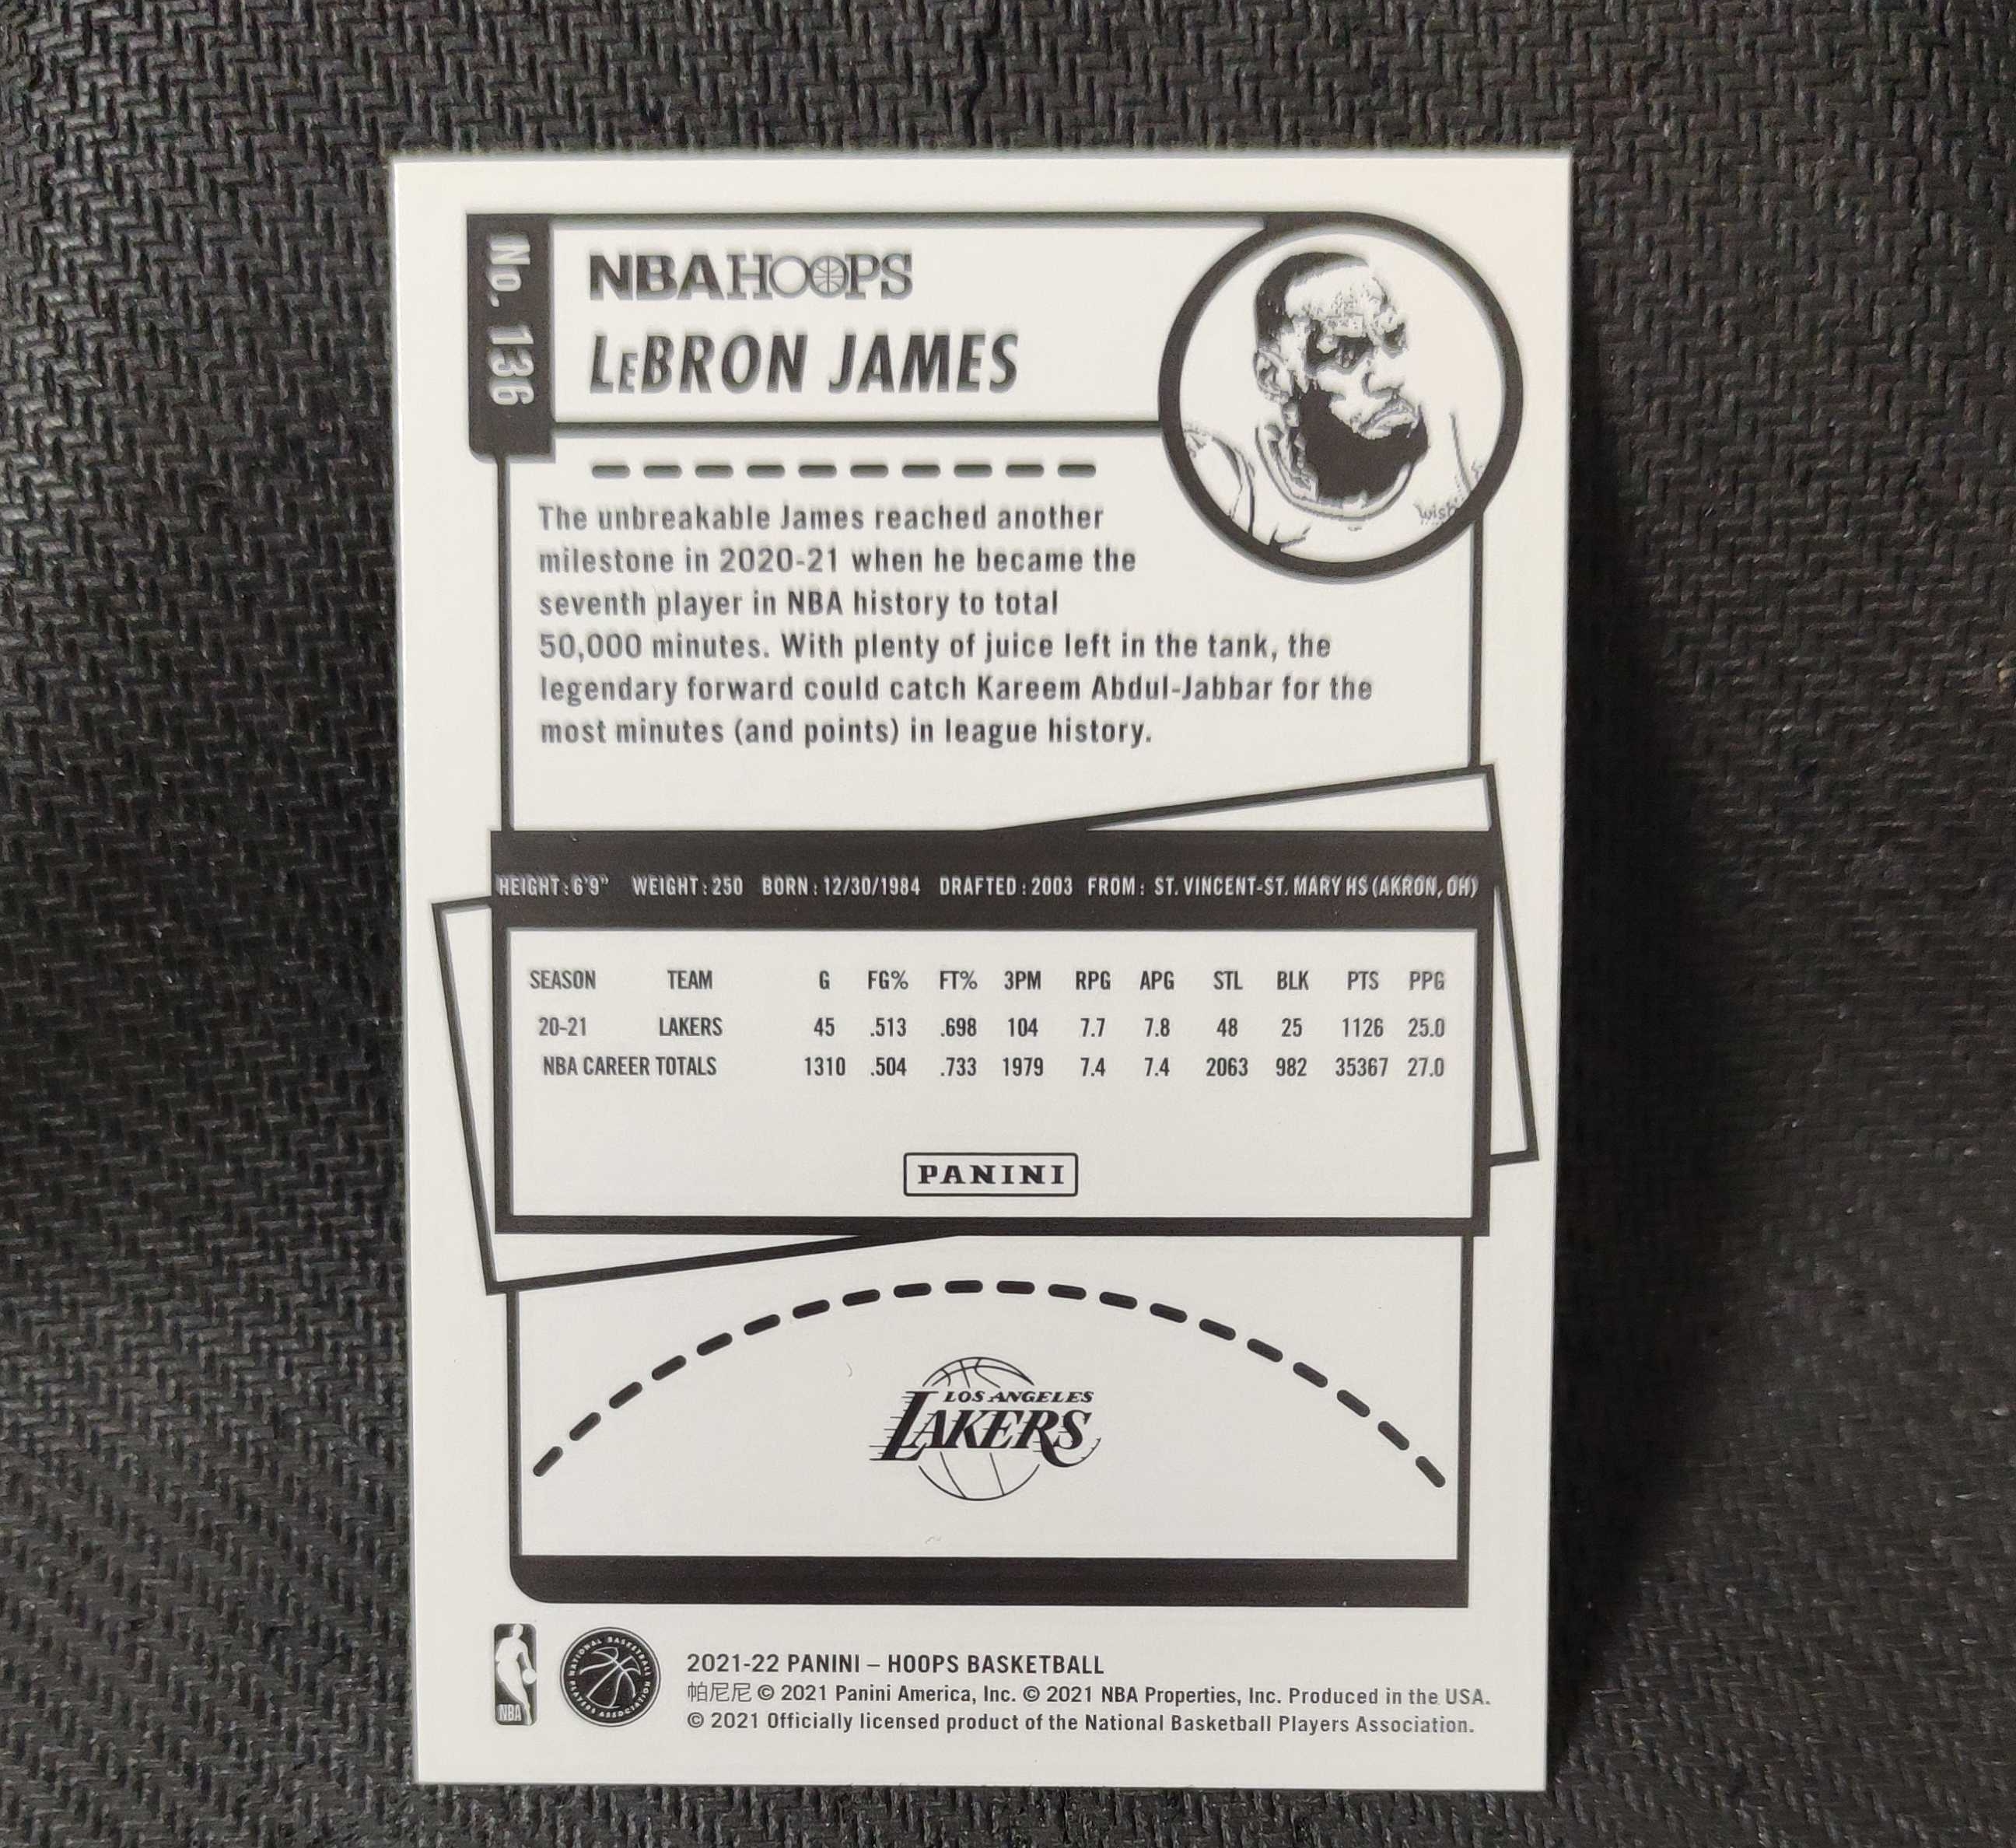 No. 136
NBA HOOPS
LeBRON JAMES
The unbreakable James reached another
milestone in 2020-21 when he became the
seventh player in NBA history to total
50,000 minutes. With plenty of juice left in the tank, the
legendary forward could catch Kareem Abdul-Jabbar for the
most minutes (and points) in league history.
HEIGHT: 6'9" WEIGHT: 250 BORN: 12/30/1984 DRAFTED: 2003 FROM: ST. VINCENT-ST. MARY HS (AKRON, OH)
SEASON TEAM G FG% FT% 3PM RPG APG STL BLK PTS PPG
20-21 LAKERS 45 .513 .698 104 7.7 7.8 48 25 1126 25.0
NBA CAREER TOTALS 1310 .504 .733 1979 7.4 7.4 2063 982 35367 27.0
PANINI
LOS ANGELES
LAKERS
NBA
NATIONAL BASKETBALL PLAYERS ASSOCIATION
2021-22 PANINI – HOOPS BASKETBALL
帕尼尼 © 2021 Panini America, Inc. © 2021 NBA Properties, Inc. Produced in the USA.
© 2021 Officially licensed product of the National Basketball Players Association.